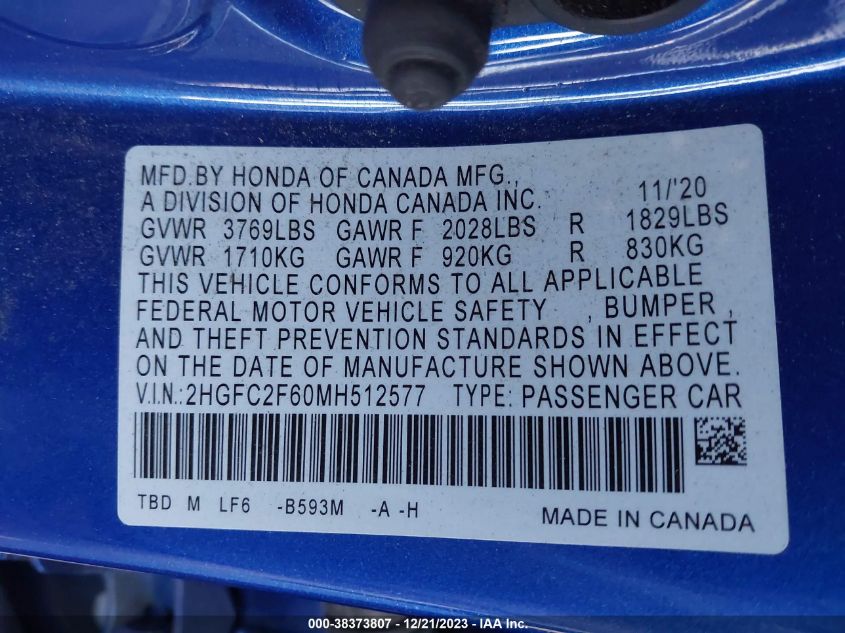 MFD.BY HONDA OF CANADA MFG.,
A DIVISION OF HONDA CANADA INC. 11/'20
GVWR 3769LBS GAWR F 2028LBS R 1829LBS
GVWR 1710KG GAWR F 920KG R 830KG
THIS VEHICLE CONFORMS TO ALL APPLICABLE
FEDERAL MOTOR VEHICLE SAFETY , BUMPER ,
AND THEFT PREVENTION STANDARDS IN EFFECT
ON THE DATE OF MANUFACTURE SHOWN ABOVE.
V.I.N.:2HGFC2F60MH512577 TYPE: PASSENGER CAR
TBD M LF6 -B593M -A -H
MADE IN CANADA
000-38373807 - 12/21/2023 - IAA Inc.